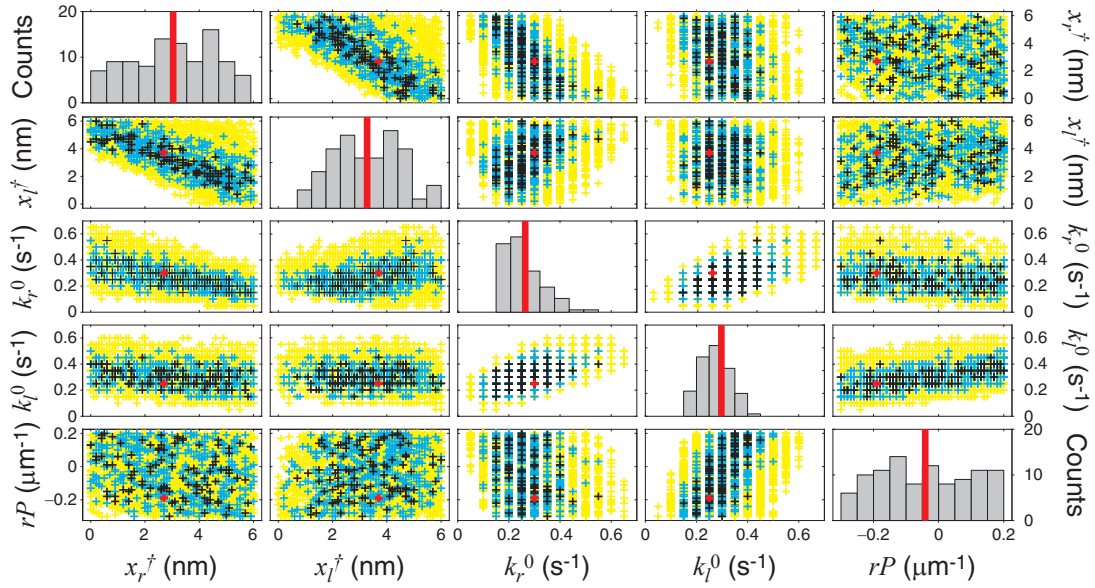 20
10
0
Counts
x_r^† (nm)
6
4
2
0
x_l^† (nm)
6
4
2
0
x_l^† (nm)
6
4
2
0
k_r^0 (s⁻¹)
0.6
0.4
0.2
0
k_r^0 (s⁻¹)
0.6
0.4
0.2
0
k_l^0 (s⁻¹)
0.6
0.4
0.2
0
k_l^0 (s⁻¹)
0.6
0.4
0.2
0
rP (μm⁻¹)
0.2
0
−0.2
Counts
20
10
0
0 2 4 6
0 2 4 6
0 0.2 0.4 0.6
0 0.2 0.4 0.6
−0.2 0 0.2
x_r^† (nm)
x_l^† (nm)
k_r^0 (s⁻¹)
k_l^0 (s⁻¹)
rP (μm⁻¹)